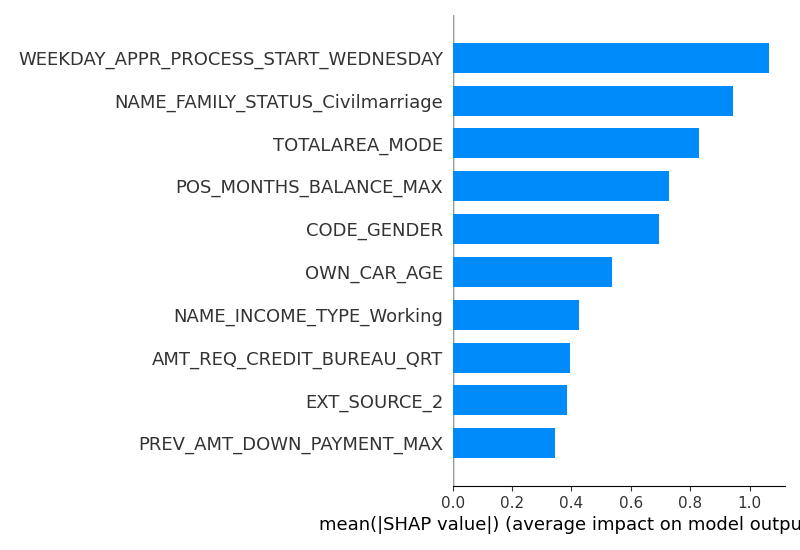 WEEKDAY_APPR_PROCESS_START_WEDNESDAY
NAME_FAMILY_STATUS_Civilmarriage
TOTALAREA_MODE
POS_MONTHS_BALANCE_MAX
CODE_GENDER
OWN_CAR_AGE
NAME_INCOME_TYPE_Working
AMT_REQ_CREDIT_BUREAU_QRT
EXT_SOURCE_2
PREV_AMT_DOWN_PAYMENT_MAX
0.0 0.2 0.4 0.6 0.8 1.0
mean(|SHAP value|) (average impact on model outpu